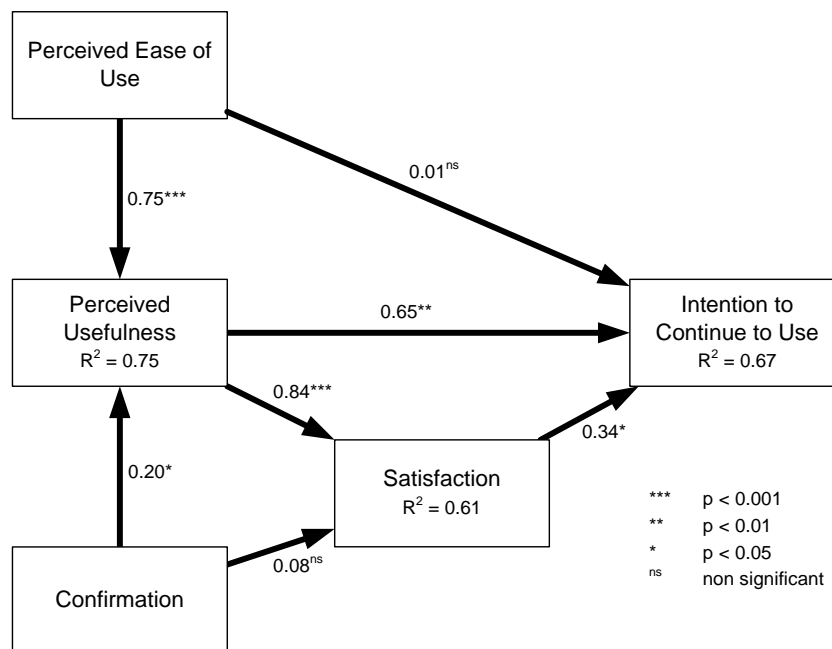 Perceived Ease of
Use
0.01ns
0.75***
Perceived
Usefulness
R2 = 0.75
0.65**
Intention to
Continue to Use
R2 = 0.67
0.84***
0.34*
0.20*
Satisfaction
R2 = 0.61
0.08ns
Confirmation
*** p < 0.001
** p < 0.01
* p < 0.05
ns non significant